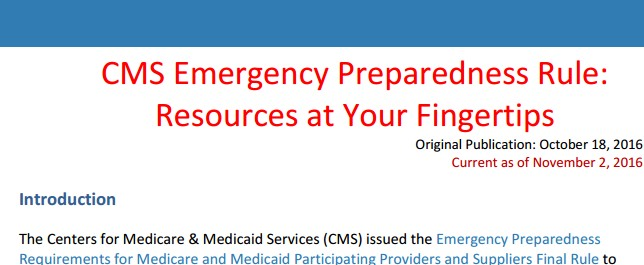 CMS Emergency Preparedness Rule:
Resources at Your Fingertips
Original Publication: October 18, 2016
Current as of November 2, 2016
Introduction
The Centers for Medicare & Medicaid Services (CMS) issued the Emergency Preparedness
Requirements for Medicare and Medicaid Participating Providers and Suppliers Final Rule to